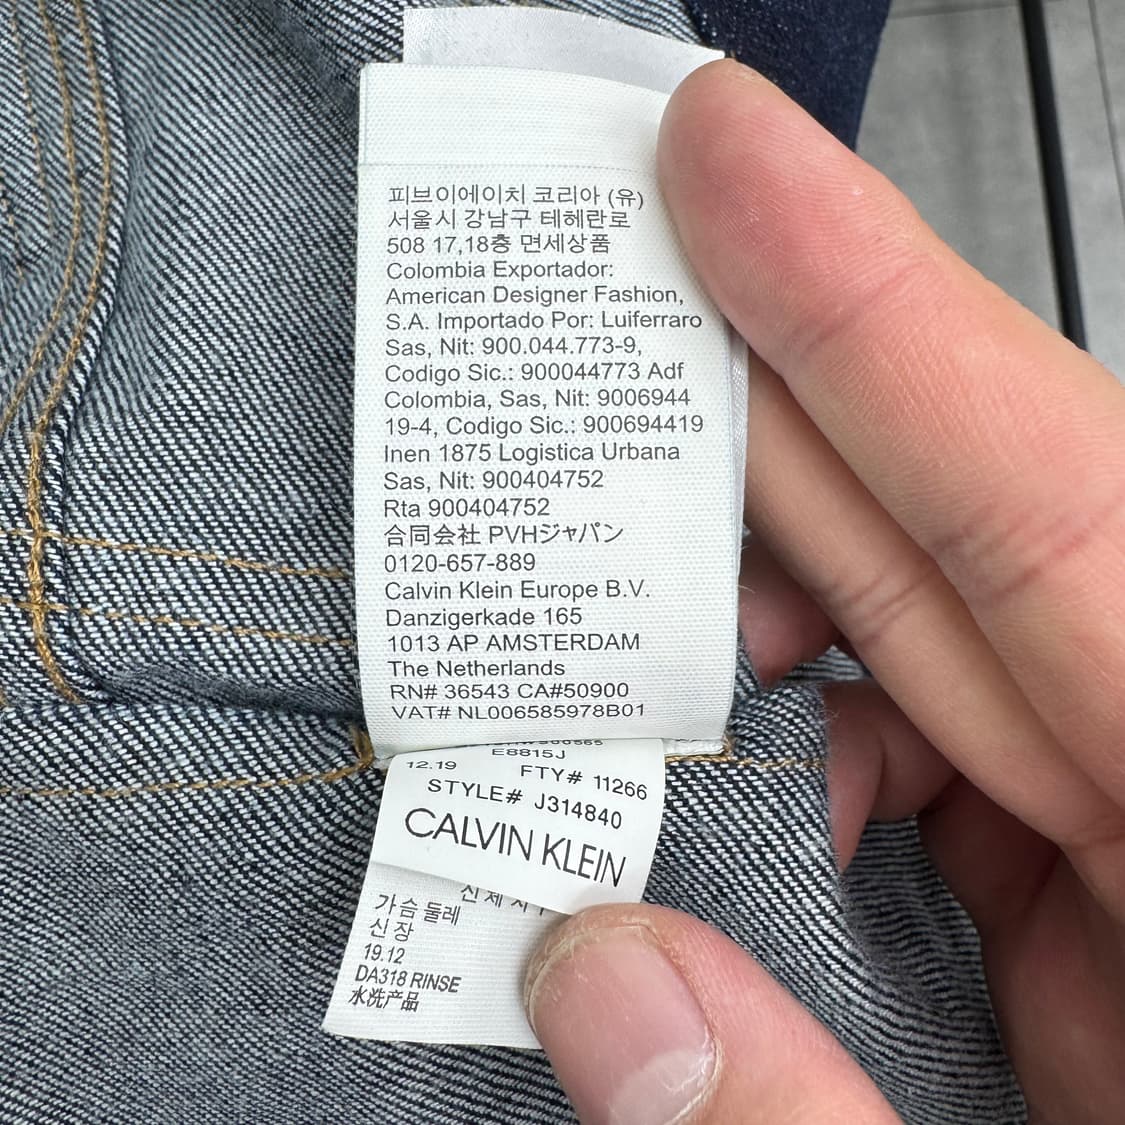 피브이에이치 코리아 (유)
서울시 강남구 테헤란로
508 17,18층 면세상품
Colombia Exportador:
American Designer Fashion,
S.A. Importado Por: Luiferraro
Sas, Nit: 900.044.773-9,
Codigo Sic.: 900044773 Adf
Colombia, Sas, Nit: 9006944
19-4, Codigo Sic.: 900694419
Inen 1875 Logistica Urbana
Sas, Nit: 900404752
Rta 900404752
合同会社 PVHジャパン
0120-657-889
Calvin Klein Europe B.V.
Danzigerkade 165
1013 AP AMSTERDAM
The Netherlands
RN# 36543 CA#50900
VAT# NL006585978B01
E8815J
12.19 FTY# 11266
STYLE# J314840
CALVIN KLEIN
신체
가슴둘레
신장
19.12
DA318 RINSE
水洗产品